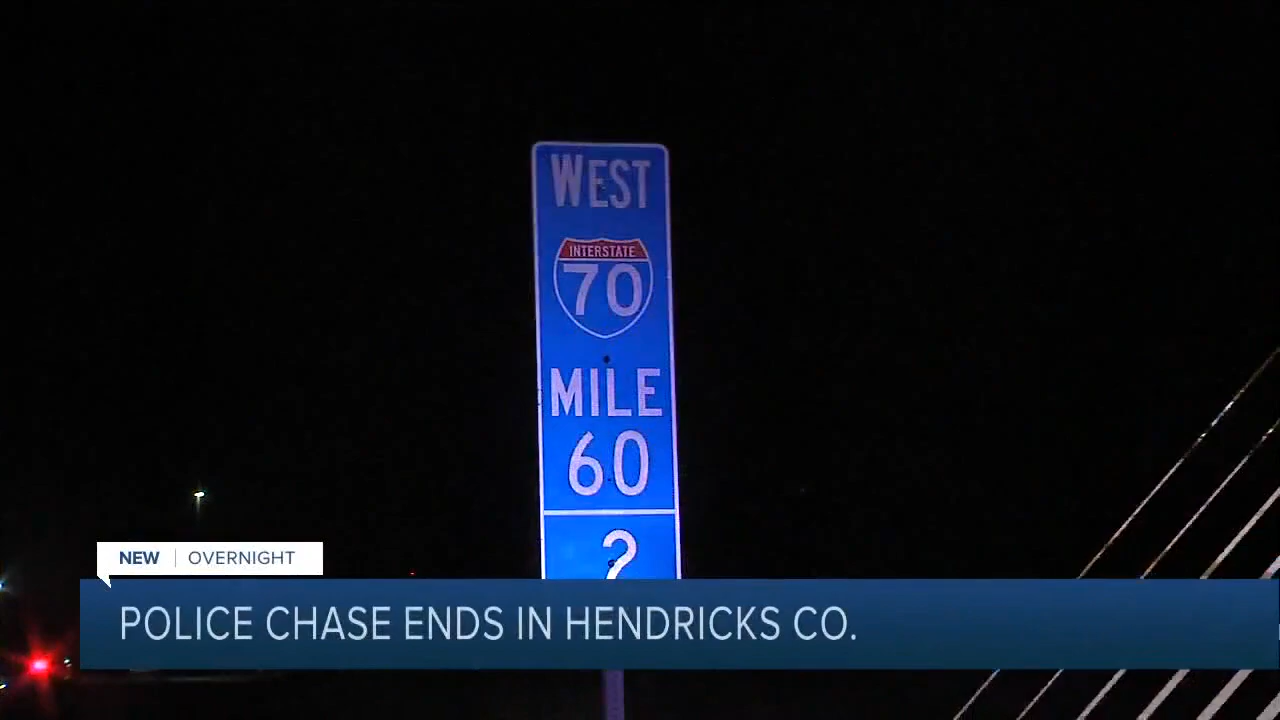 WEST
INTERSTATE
70
MILE
60
NEW | OVERNIGHT
POLICE CHASE ENDS IN HENDRICKS CO.